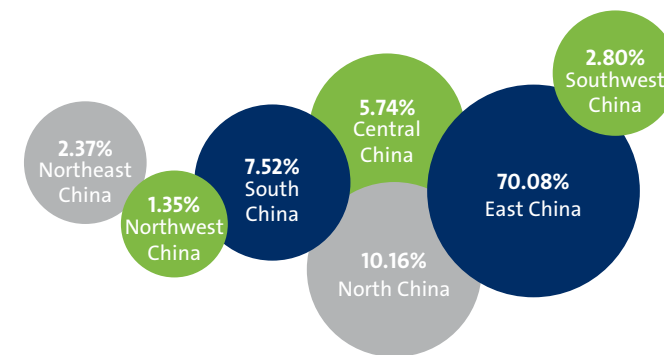 2.37%
Northeast
China
1.35%
Northwest
China
7.52%
South
China
5.74%
Central
China
10.16%
North China
70.08%
East China
2.80%
Southwest
China